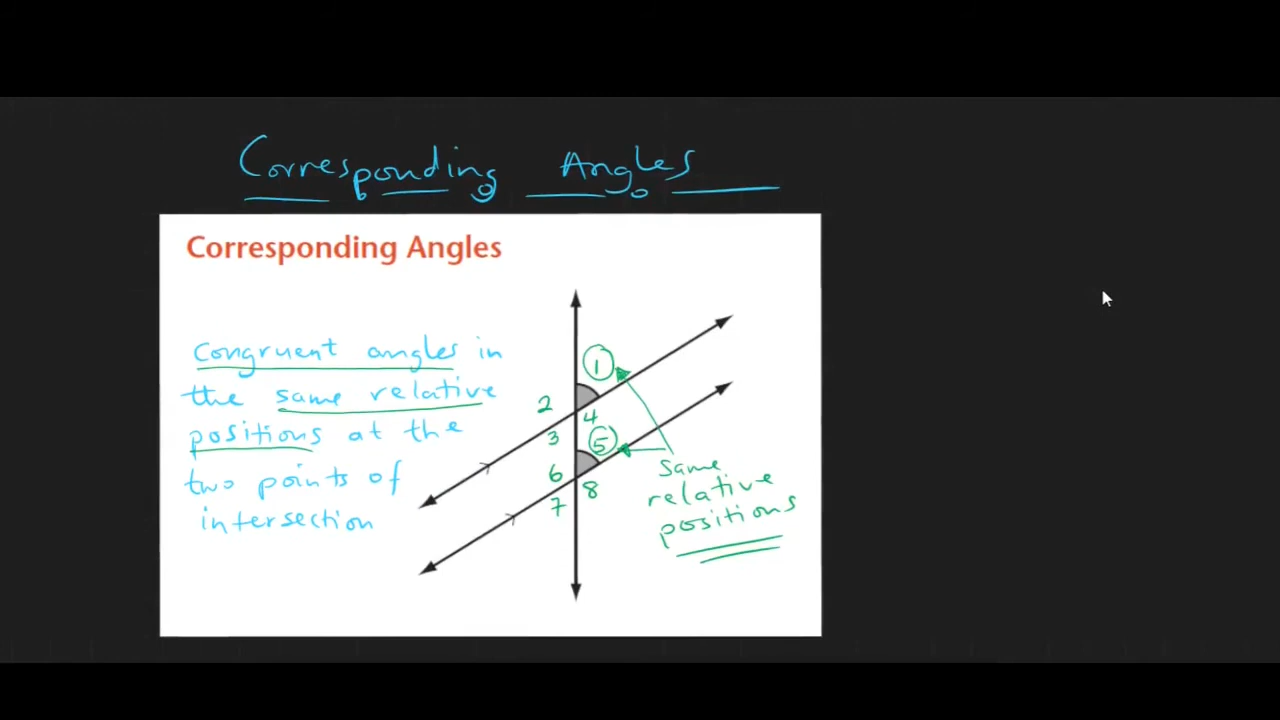 Corresponding Angles
Corresponding Angles
congruent angles in
the same relative
positions at the
two points of
intersection
1
2
4
3
5
6
8
7
same
relative
positions